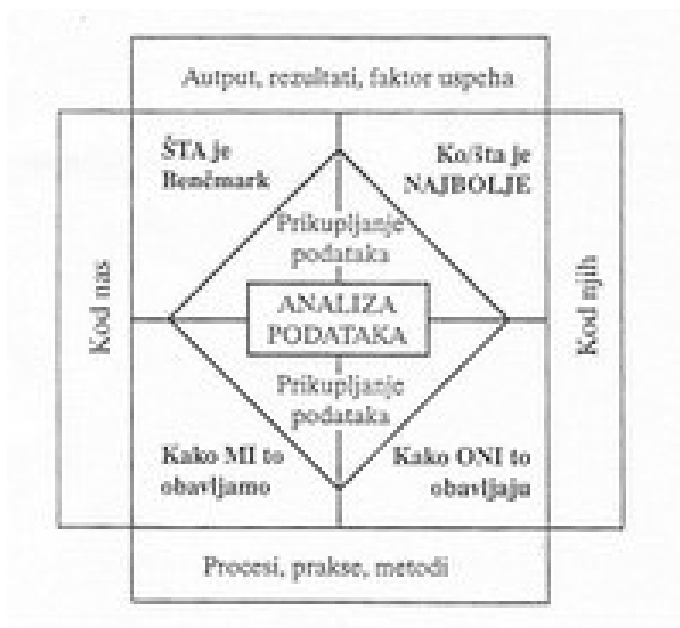 Autput, rezultati, faktor uspeha
ŠTA je
Benčmark
Ko/šta je
NAJBOLJE
Prikupljanje
podataka
Kod nas
ANALIZA
PODATAKA
Kod njih
Prikupljanje
podataka
Kako MI to
obavljamo
Kako ONI to
obavljaju
Procesi, prakse, metodi